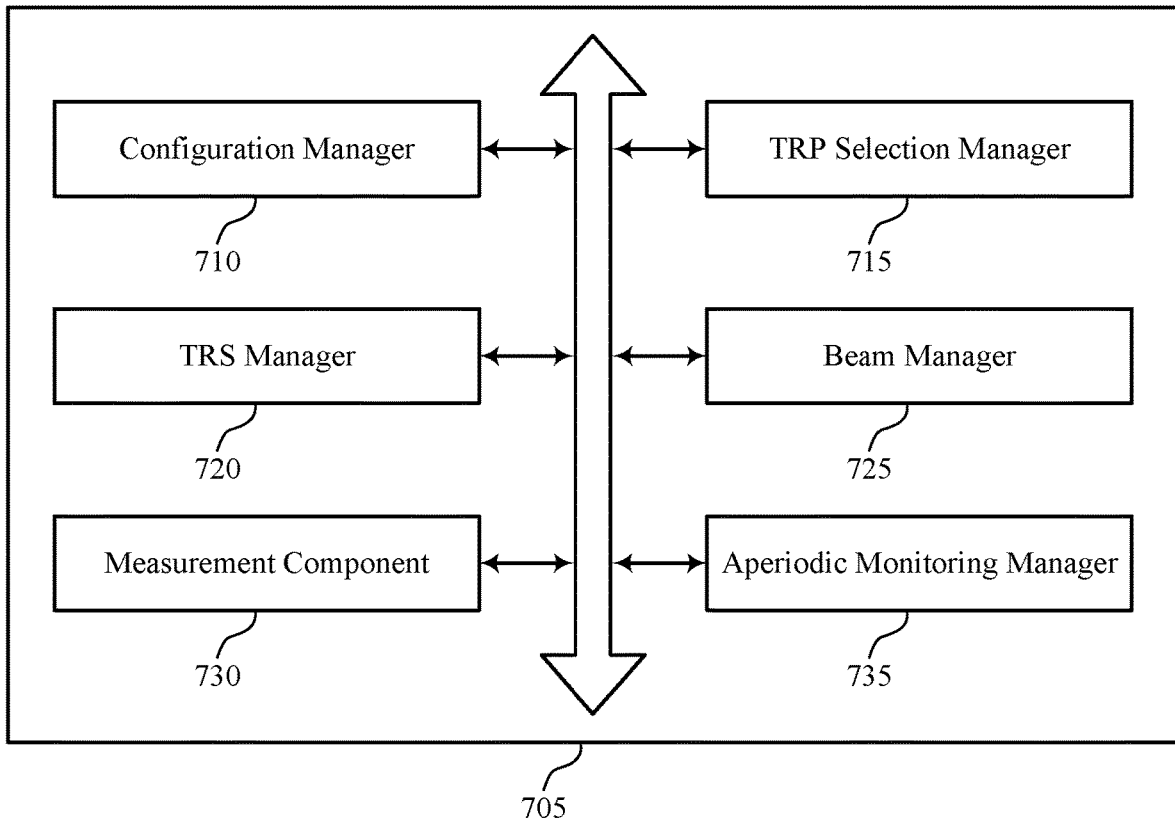 Configuration Manager
TRP Selection Manager
710
715
TRS Manager
Beam Manager
720
725
Measurement Component
Aperiodic Monitoring Manager
730
735
705